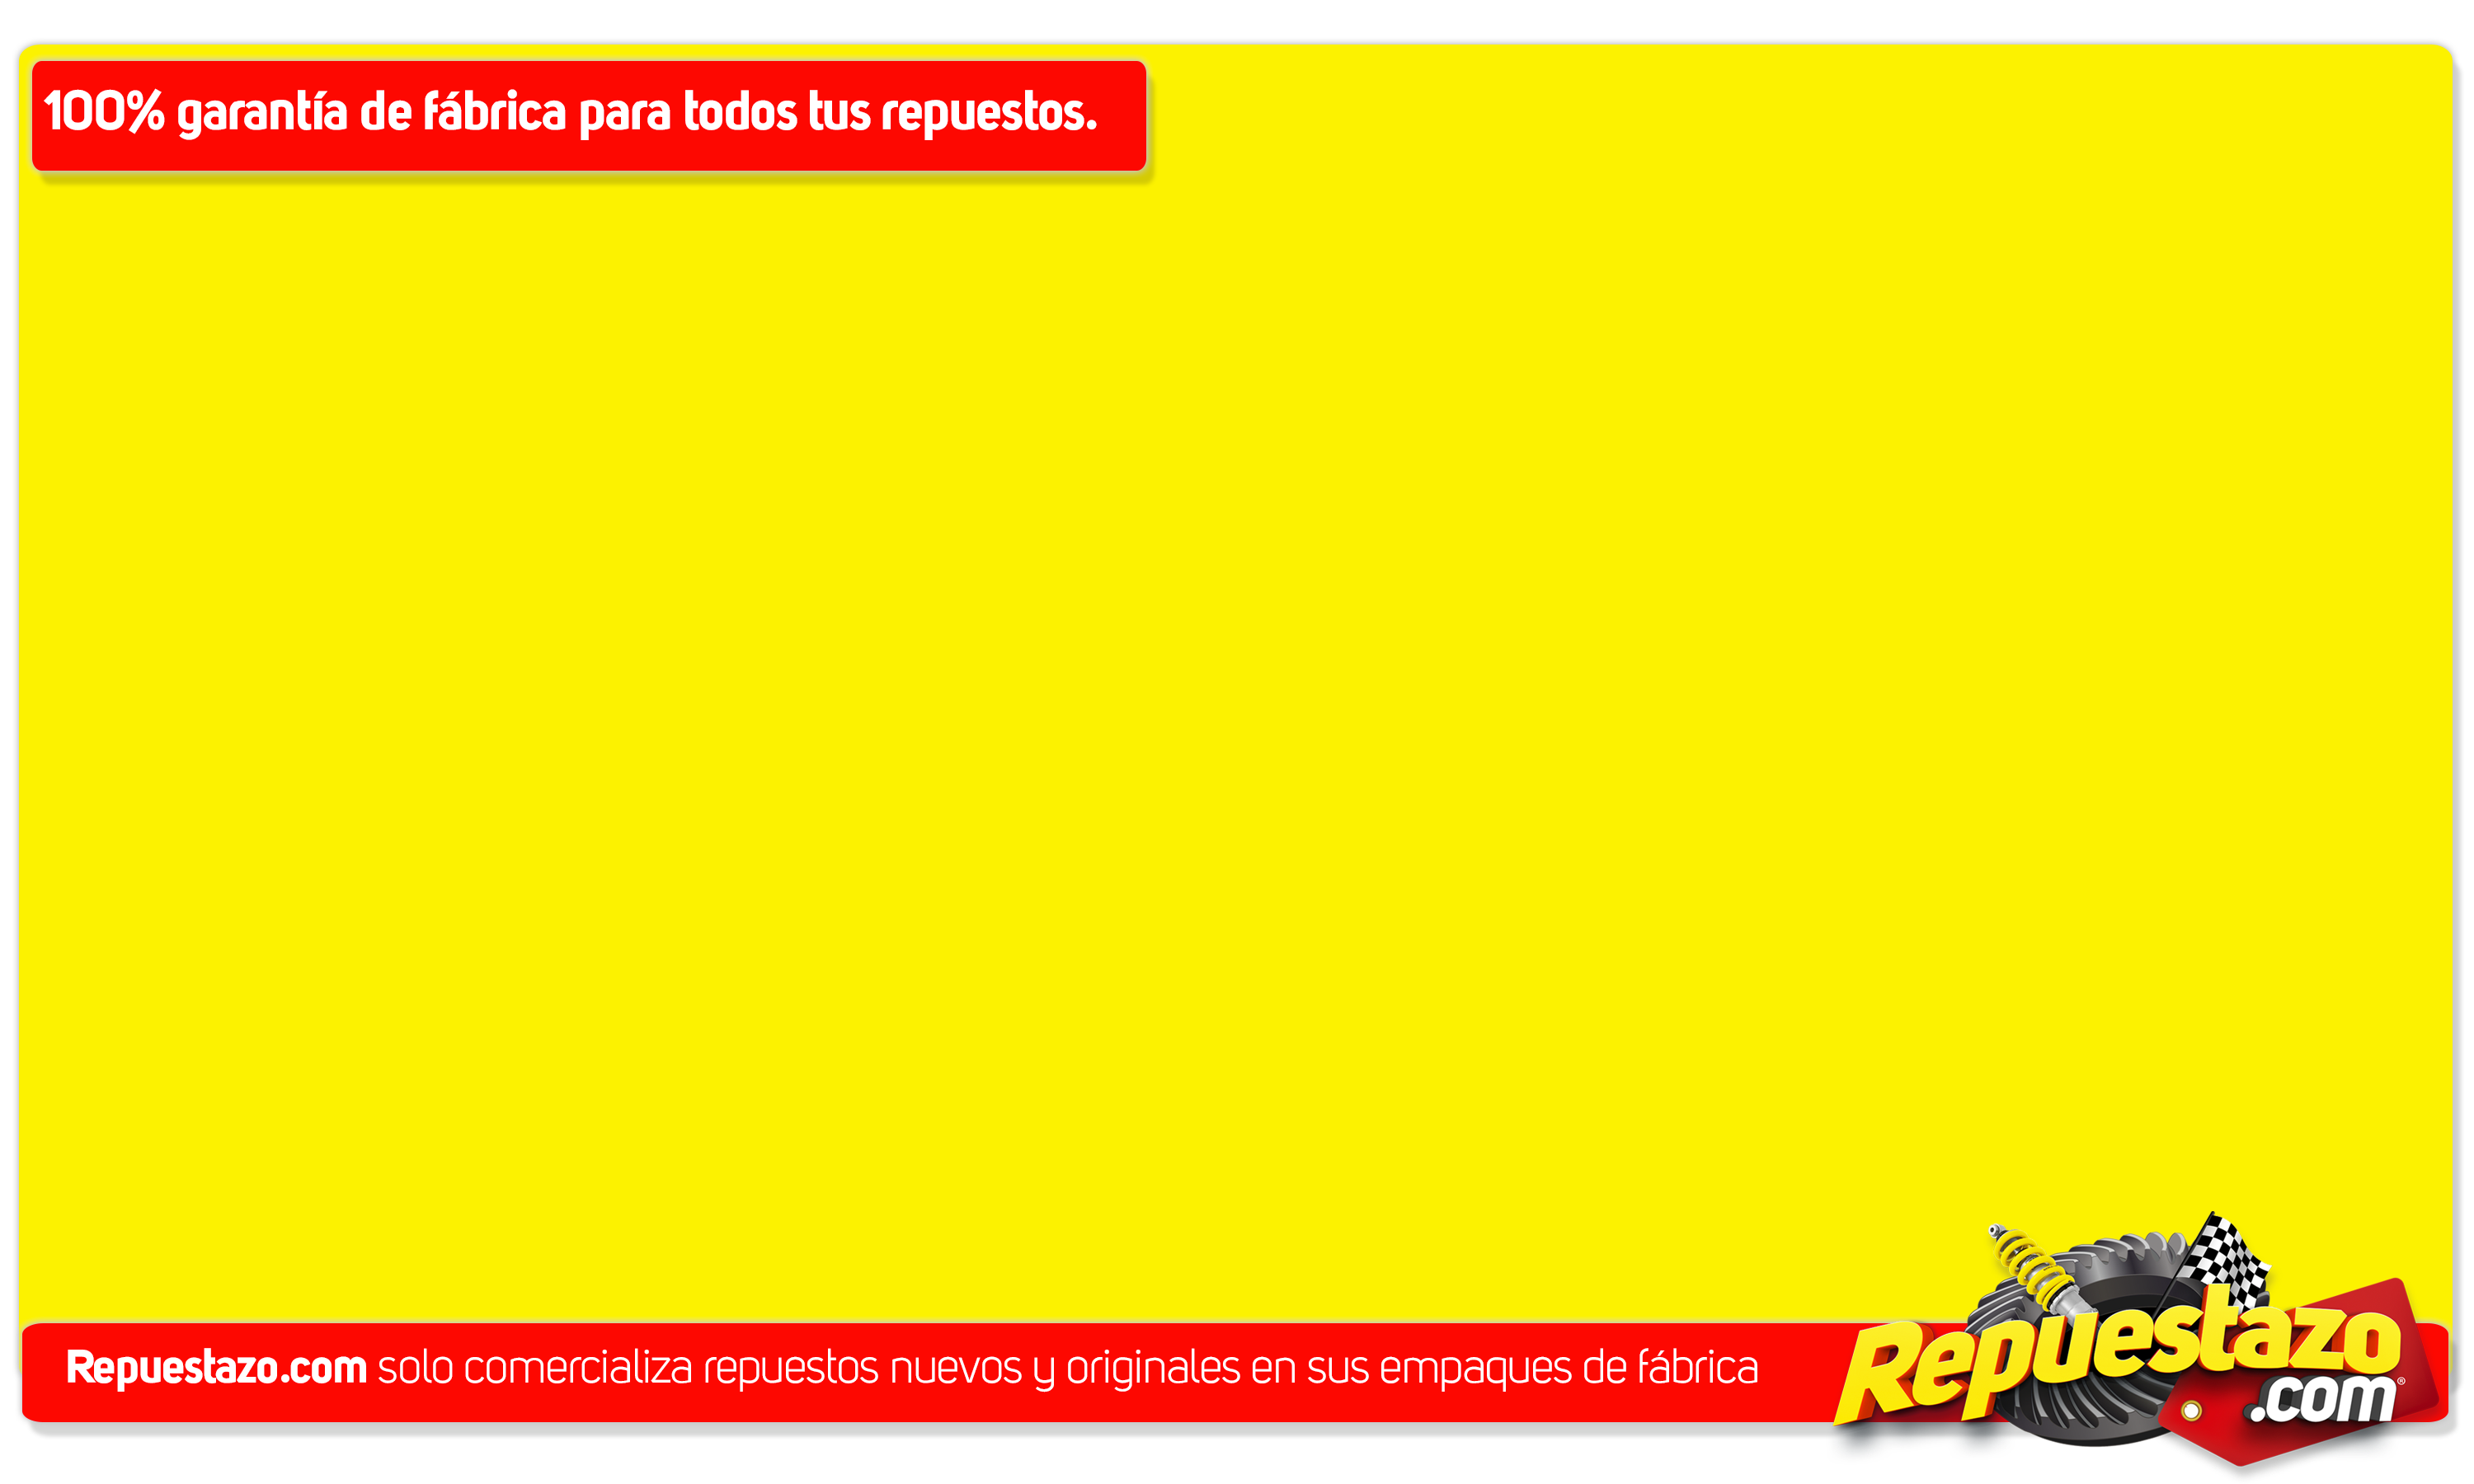 100% garantía de fábrica para todos tus repuestos.
Repuestazo.com solo comercializa repuestos nuevos y originales en sus empaques de fábrica
Repuestazo
.com®